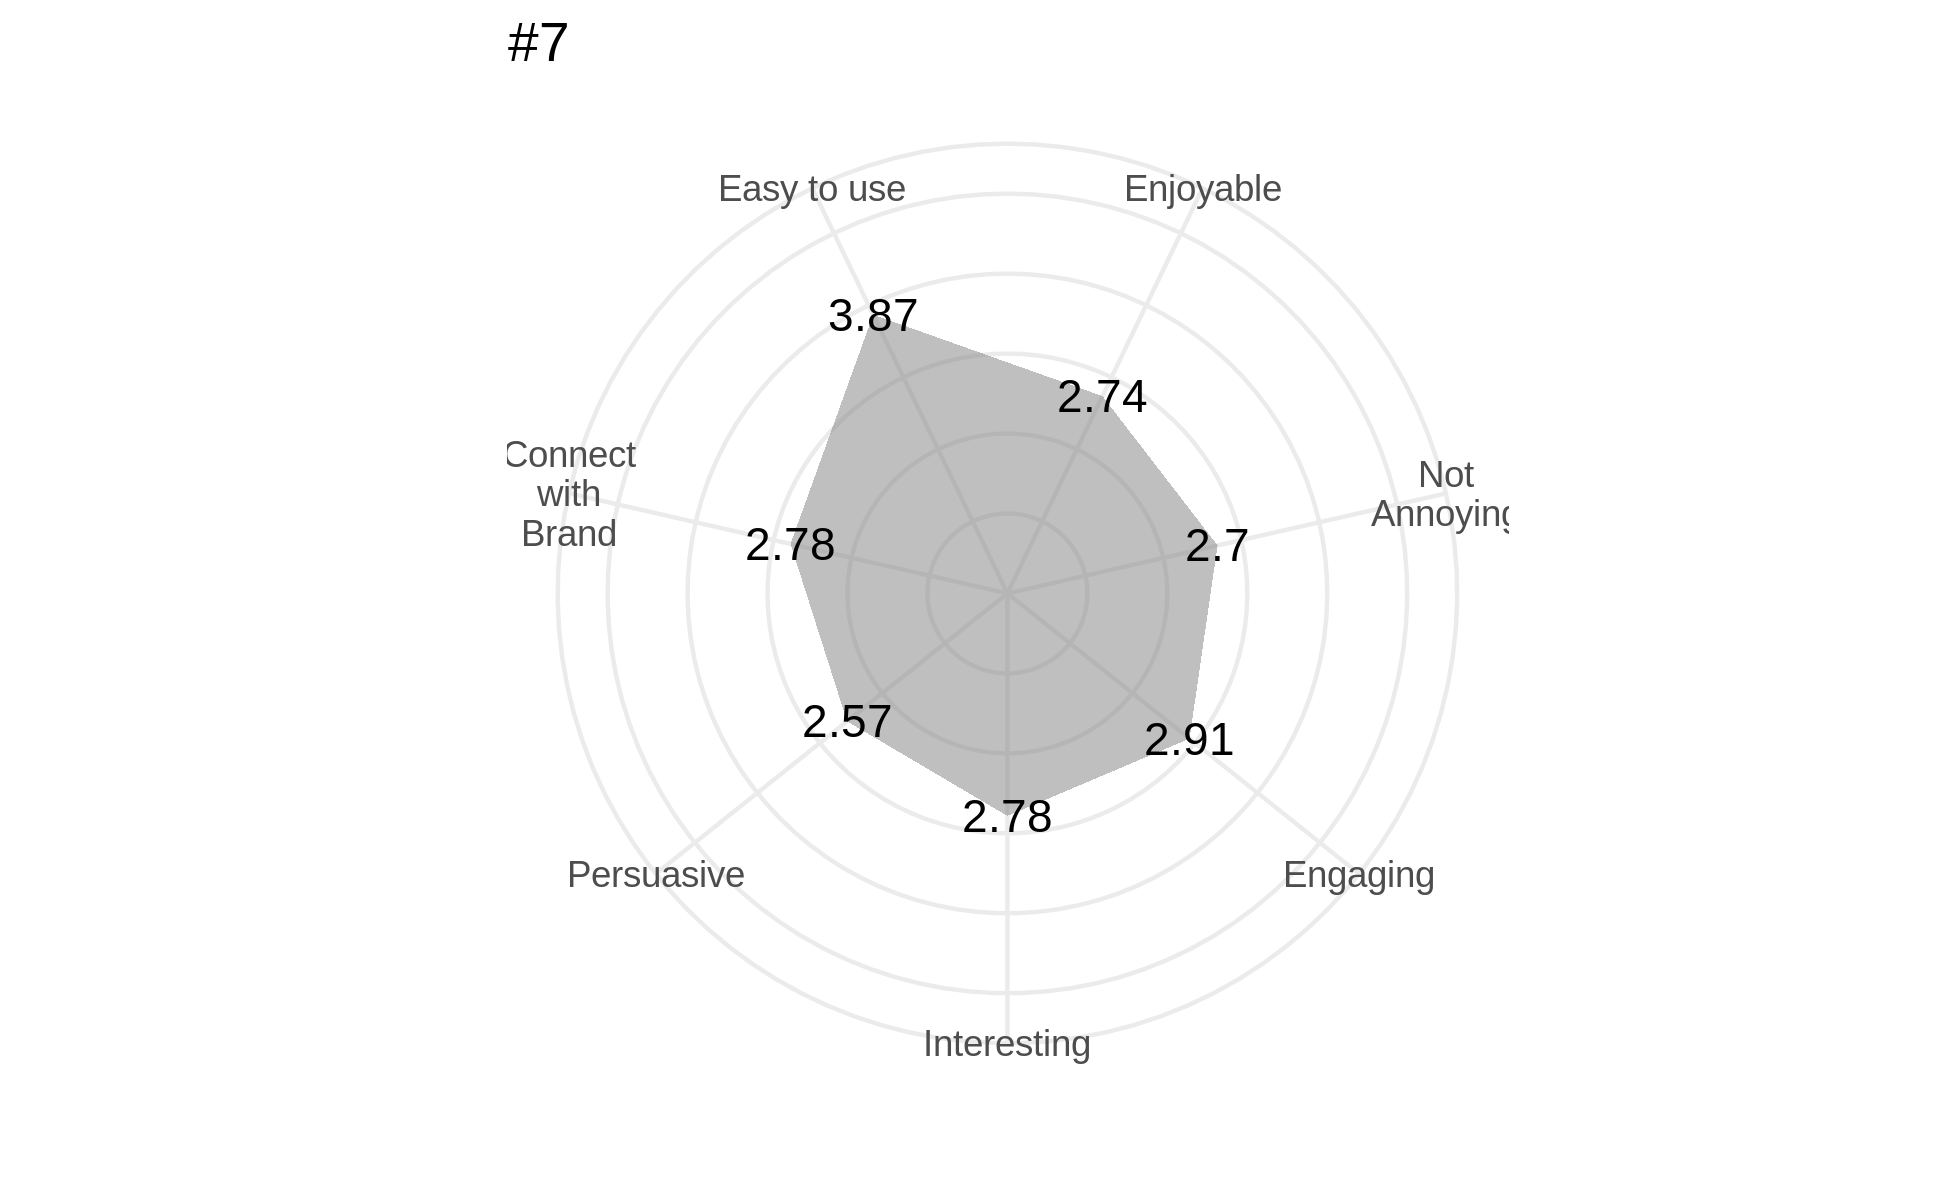 #7
Easy to use
Enjoyable
3.87
2.74
Connect
with
Brand
Not
Annoying
2.78
2.7
2.57
2.91
2.78
Persuasive
Engaging
Interesting